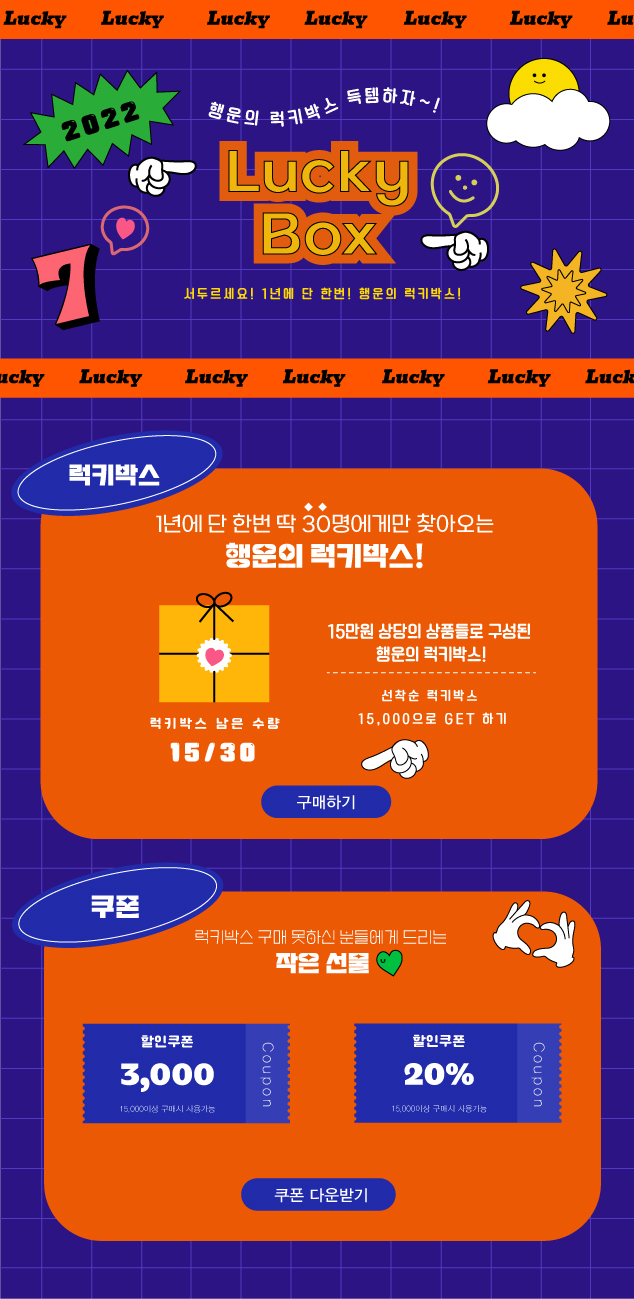 Lucky Lucky Lucky Lucky Lucky Lucky Lu
2022
행운의 럭키박스 득템하자~!
Lucky
Box
7
서두르세요! 1년에 단 한번! 행운의 럭키박스!
ucky Lucky Lucky Lucky Lucky Lucky Luck
럭키박스
1년에 단 한번 딱 30명에게만 찾아오는
행운의 럭키박스!
15만원 상당의 상품들로 구성된
행운의 럭키박스!
선착순 럭키박스
15,000으로 GET 하기
럭키박스 남은 수량
15/30
구매하기
쿠폰
럭키박스 구매 못하신 분들에게 드리는
작은 선물
할인쿠폰
3,000
15,000이상 구매시 사용가능
Coupon
할인쿠폰
20%
15,000이상 구매시 사용가능
Coupon
쿠폰 다운받기